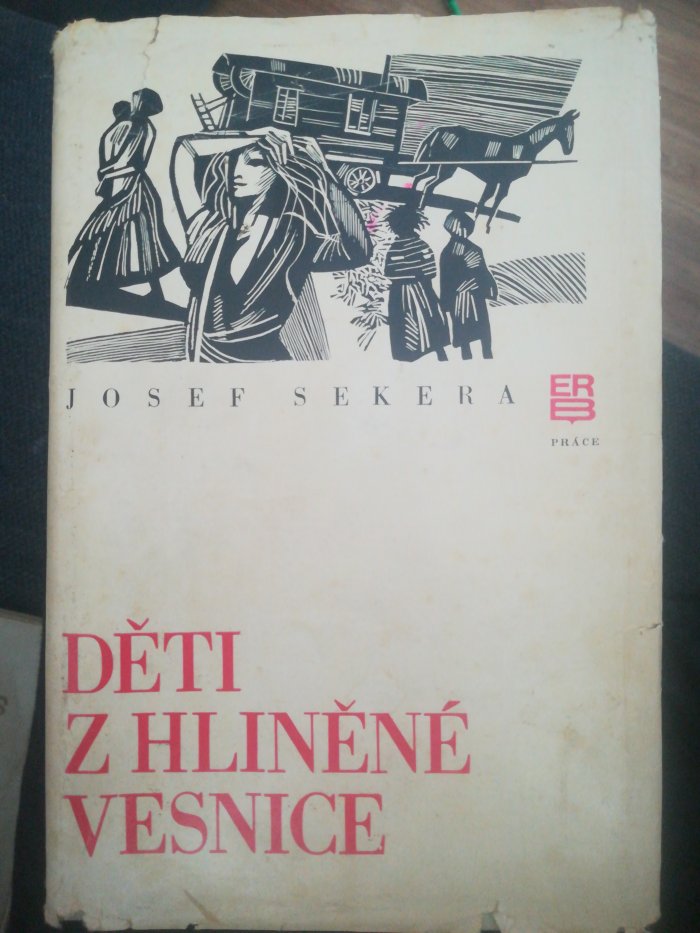 JOSEF SEKERA
ER
B
PRÁCE
DĚTI
Z HLINĚNÉ
VESNICE